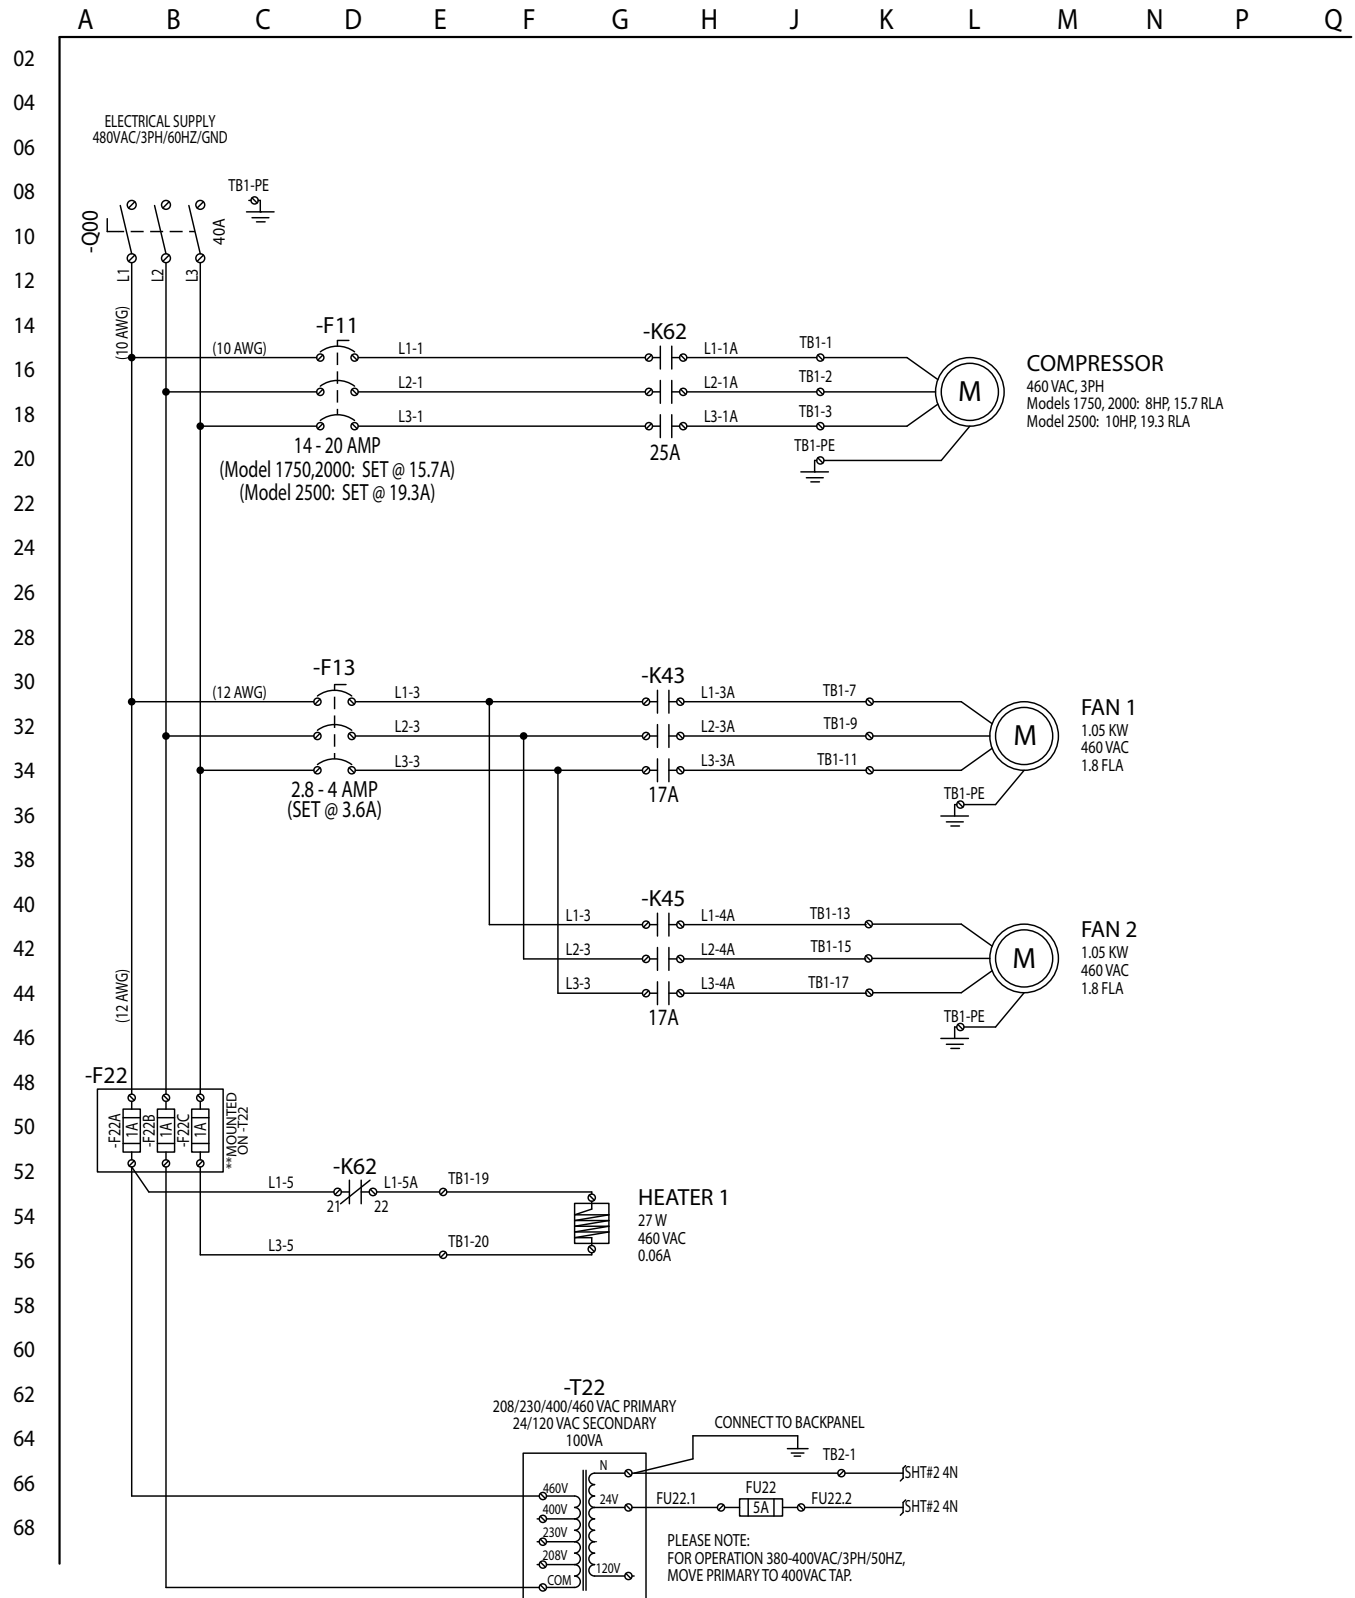 A B C D E F G H J K L M N P Q
02
04
ELECTRICAL SUPPLY
480VAC/3PH/60HZ/GND
06
08
TB1-PE
-Q00
40A
10
L1 L2 L3
12
(10 AWG)
14
-F11
-K62
(10 AWG) L1-1 L1-1A TB1-1
COMPRESSOR
16
460 VAC, 3PH
L2-1 L2-1A TB1-2
M
Models 1750, 2000: 8HP, 15.7 RLA
18
L3-1 L3-1A TB1-3
Model 2500: 10HP, 19.3 RLA
14 - 20 AMP
25A
TB1-PE
20
(Model 1750,2000: SET @ 15.7A)
(Model 2500: SET @ 19.3A)
22
24
26
28
-F13
-K43
30
(12 AWG) L1-3 L1-3A TB1-7
FAN 1
32
L2-3 L2-3A TB1-9
M
1.05 KW
460 VAC
34
L3-3 L3-3A TB1-11
1.8 FLA
2.8 - 4 AMP
(SET @ 3.6A)
17A
TB1-PE
36
38
40
-K45
L1-3 L1-4A TB1-13
FAN 2
42
L2-3 L2-4A TB1-15
M
1.05 KW
460 VAC
44
(12 AWG)
L3-3 L3-4A TB1-17
1.8 FLA
17A
TB1-PE
46
48
-F22
50
-F22A 1A -F22B 1A -F22C 1A
**MOUNTED
ON -T22
52
-K62
L1-5 L1-5A TB1-19
21 22
HEATER 1
54
27 W
460 VAC
0.06A
L3-5 TB1-20
56
58
60
62
-T22
208/230/400/460 VAC PRIMARY
24/120 VAC SECONDARY
100VA
CONNECT TO BACKPANEL
64
N TB2-1 SHT#2 4N
66
460V 24V FU22.1 FU22 5A FU22.2 SHT#2 4N
400V
68
230V
208V
COM
120V
PLEASE NOTE:
FOR OPERATION 380-400VAC/3PH/50HZ,
MOVE PRIMARY TO 400VAC TAP.